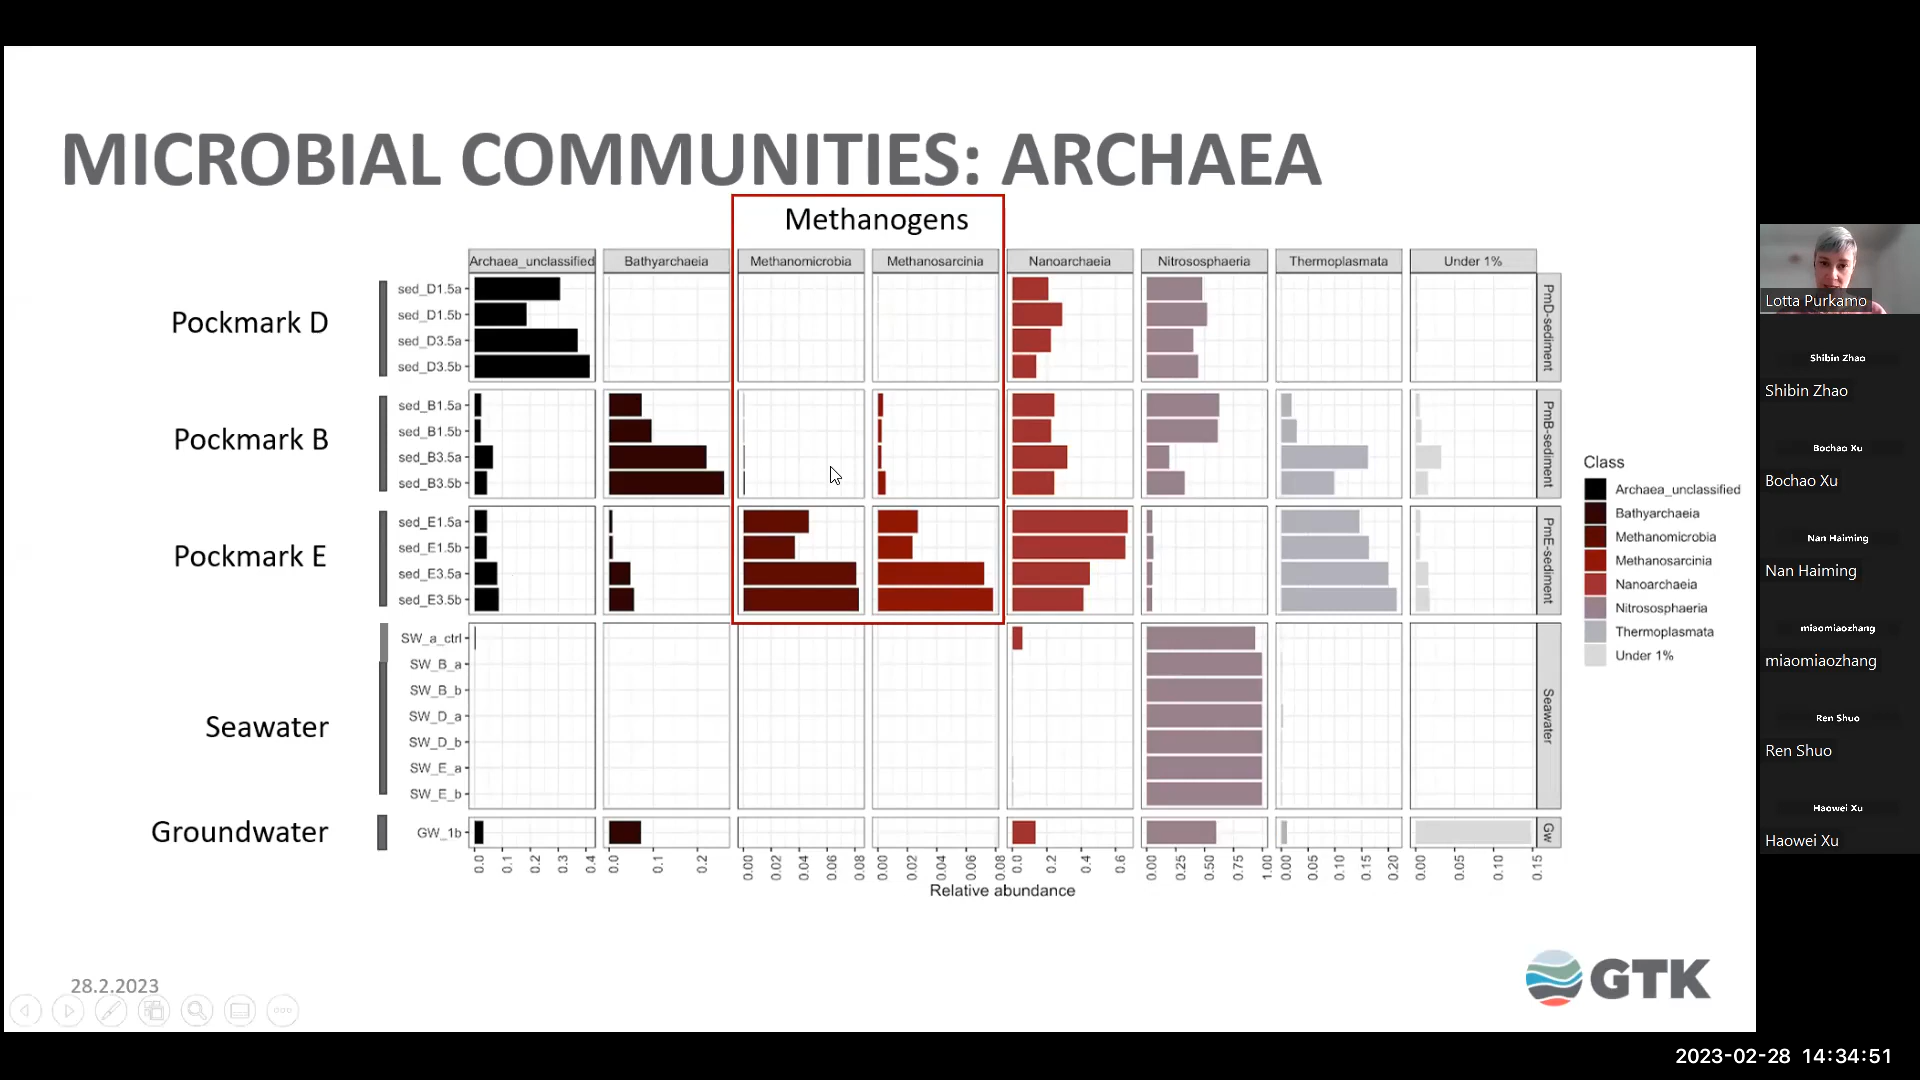 MICROBIAL COMMUNITIES: ARCHAEA
Methanogens
Archaea_unclassified Bathyarchaeia Methanomicrobia Methanosarcinia Nanoarchaeia Nitrososphaeria Thermoplasmata Under 1%
Pockmark D
sed_D1.5a
sed_D1.5b
sed_D3.5a
sed_D3.5b
PmD-sediment
Pockmark B
sed_B1.5a
sed_B1.5b
sed_B3.5a
sed_B3.5b
PmB-sediment
Pockmark E
sed_E1.5a
sed_E1.5b
sed_E3.5a
sed_E3.5b
PmE-sediment
Seawater
SW_a_ctrl
SW_B_a
SW_B_b
SW_D_a
SW_D_b
SW_E_a
SW_E_b
Seawater
Groundwater
GW_1b
Gw
0.0 0.1 0.2 0.3 0.4 0.0 0.1 0.2 0.00 0.02 0.04 0.06 0.08 0.00 0.02 0.04 0.06 0.08 0.0 0.2 0.4 0.6 0.00 0.25 0.50 0.75 1.00 0.00 0.05 0.10 0.15 0.20 0.00 0.05 0.10 0.15
Relative abundance
Class
Archaea_unclassified
Bathyarchaeia
Methanomicrobia
Methanosarcinia
Nanoarchaeia
Nitrososphaeria
Thermoplasmata
Under 1%
28.2.2023
GTK
Lotta Purkamo
Shibin Zhao
Shibin Zhao
Bochao Xu
Bochao Xu
Nan Haiming
Nan Haiming
miaomiaozhang
miaomiaozhang
Ren Shuo
Ren Shuo
Haowei Xu
Haowei Xu
2023-02-28 14:34:51